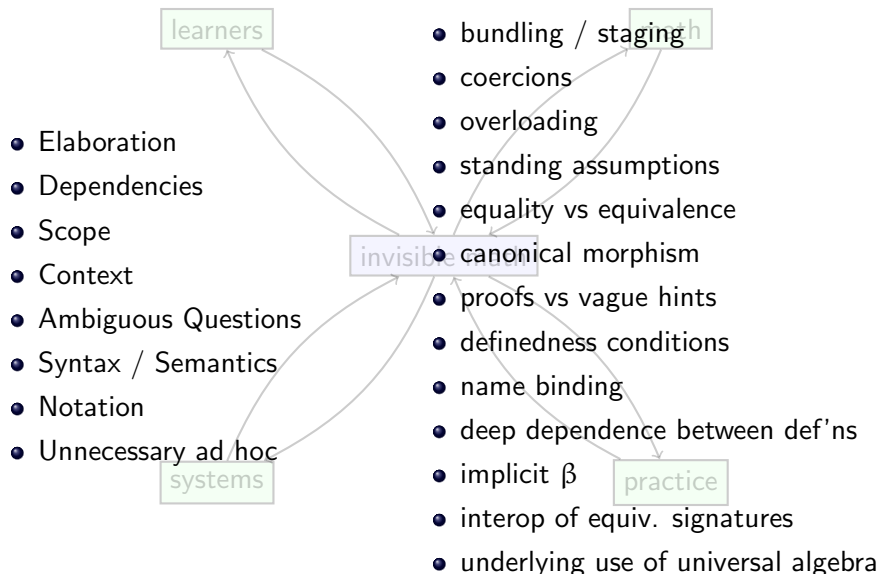 learners
math
invisible math
systems
practice
Elaboration
Dependencies
Scope
Context
Ambiguous Questions
Syntax / Semantics
Notation
Unnecessary ad hoc
bundling / staging
coercions
overloading
standing assumptions
equality vs equivalence
canonical morphism
proofs vs vague hints
definedness conditions
name binding
deep dependence between def'ns
implicit β
interop of equiv. signatures
underlying use of universal algebra